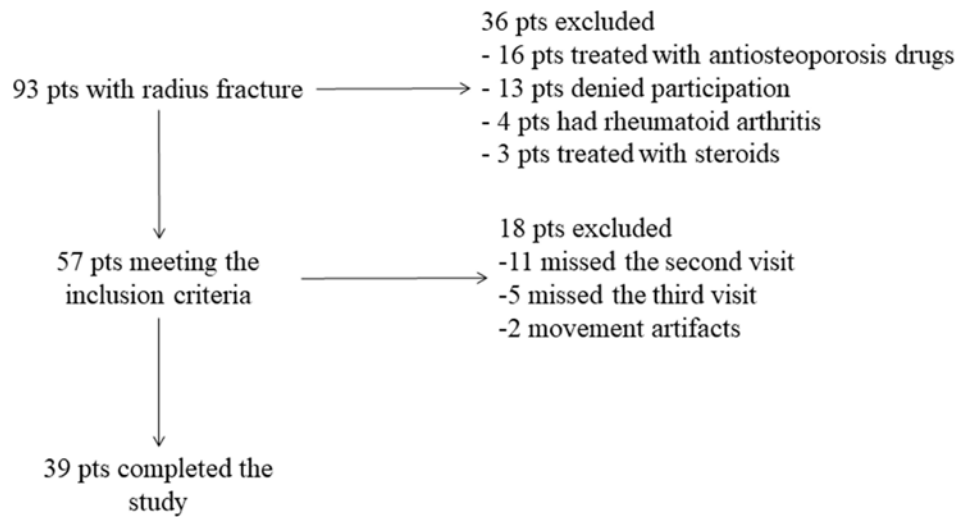 36 pts excluded
- 16 pts treated with antiosteoporosis drugs
93 pts with radius fracture
- 13 pts denied participation
- 4 pts had rheumatoid arthritis
- 3 pts treated with steroids
57 pts meeting the
inclusion criteria
18 pts excluded
-11 missed the second visit
-5 missed the third visit
-2 movement artifacts
39 pts completed the
study